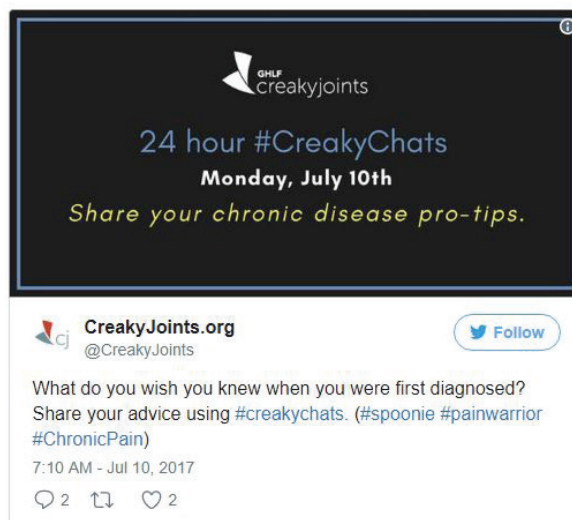 GHLF
creakyjoints
24 hour #CreakyChats
Monday, July 10th
Share your chronic disease pro-tips.
cj
CreakyJoints.org
@CreakyJoints
Follow
What do you wish you knew when you were first diagnosed?
Share your advice using #creakychats. (#spoonie #painwarrior
#ChronicPain)
7:10 AM - Jul 10, 2017
2 2